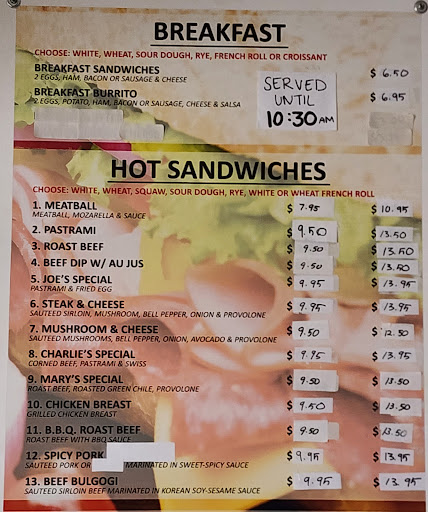 BREAKFAST
CHOOSE: WHITE, WHEAT, SOUR DOUGH, RYE, FRENCH ROLL OR CROISSANT
BREAKFAST SANDWICHES $ 6.50
2 EGGS, HAM, BACON OR SAUSAGE & CHEESE
BREAKFAST BURRITO $ 6.95
2 EGGS, POTATO, HAM, BACON OR SAUSAGE, CHEESE & SALSA
SERVED
UNTIL
10:30 AM
HOT SANDWICHES
CHOOSE: WHITE, WHEAT, SQUAW, SOUR DOUGH, RYE, WHITE OR WHEAT FRENCH ROLL
1. MEATBALL $ 7.95 $ 10.95
MEATBALL, MOZARELLA & SAUCE
2. PASTRAMI $ 9.50 $ 13.50
3. ROAST BEEF $ 9.50 $ 13.50
4. BEEF DIP W/ AU JUS $ 9.50 $ 13.50
5. JOE'S SPECIAL $ 9.95 $ 13.95
PASTRAMI & FRIED EGG
6. STEAK & CHEESE $ 9.95 $ 13.95
SAUTEED SIRLOIN, MUSHROOM, BELL PEPPER, ONION & PROVOLONE
7. MUSHROOM & CHEESE $ 9.50 $ 12.50
SAUTEED MUSHROOMS, BELL PEPPER, ONION, AVOCADO & PROVOLONE
8. CHARLIE'S SPECIAL $ 9.95 $ 13.95
CORNED BEEF, PASTRAMI & SWISS
9. MARY'S SPECIAL $ 9.50 $ 13.50
ROAST BEEF, ROASTED GREEN CHILE, PROVOLONE
10. CHICKEN BREAST $ 9.50 $ 13.50
GRILLED CHICKEN BREAST
11. B.B.Q. ROAST BEEF $ 9.50 $ 13.50
ROAST BEEF WITH BBQ SAUCE
12. SPICY PORK $ 9.95 $ 13.95
SAUTEED PORK OR MARINATED IN SWEET-SPICY SAUCE
13. BEEF BULGOGI $ 9.95 $ 13.95
SAUTEED SIRLOIN BEEF MARINATED IN KOREAN SOY-SESAME SAUCE